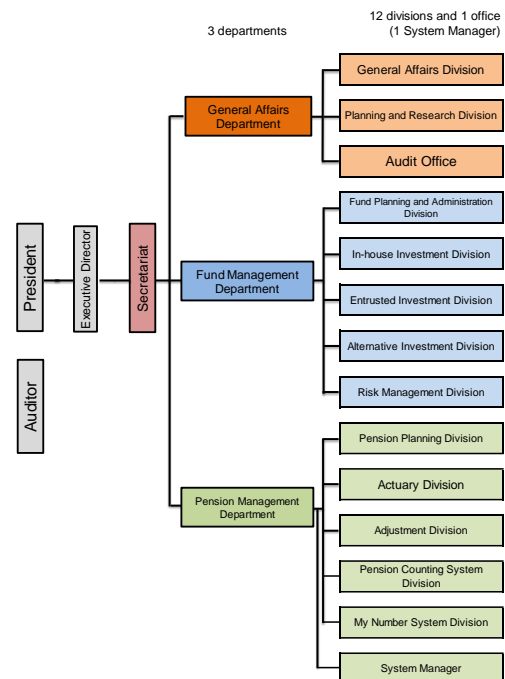 3 departments
12 divisions and 1 office
(1 System Manager)
President
Executive Director
Secretariat
Auditor
General Affairs
Department
General Affairs Division
Planning and Research Division
Audit Office
Fund Management
Department
Fund Planning and Administration
Division
In-house Investment Division
Entrusted Investment Division
Alternative Investment Division
Risk Management Division
Pension Management
Department
Pension Planning Division
Actuary Division
Adjustment Division
Pension Counting System
Division
My Number System Division
System Manager